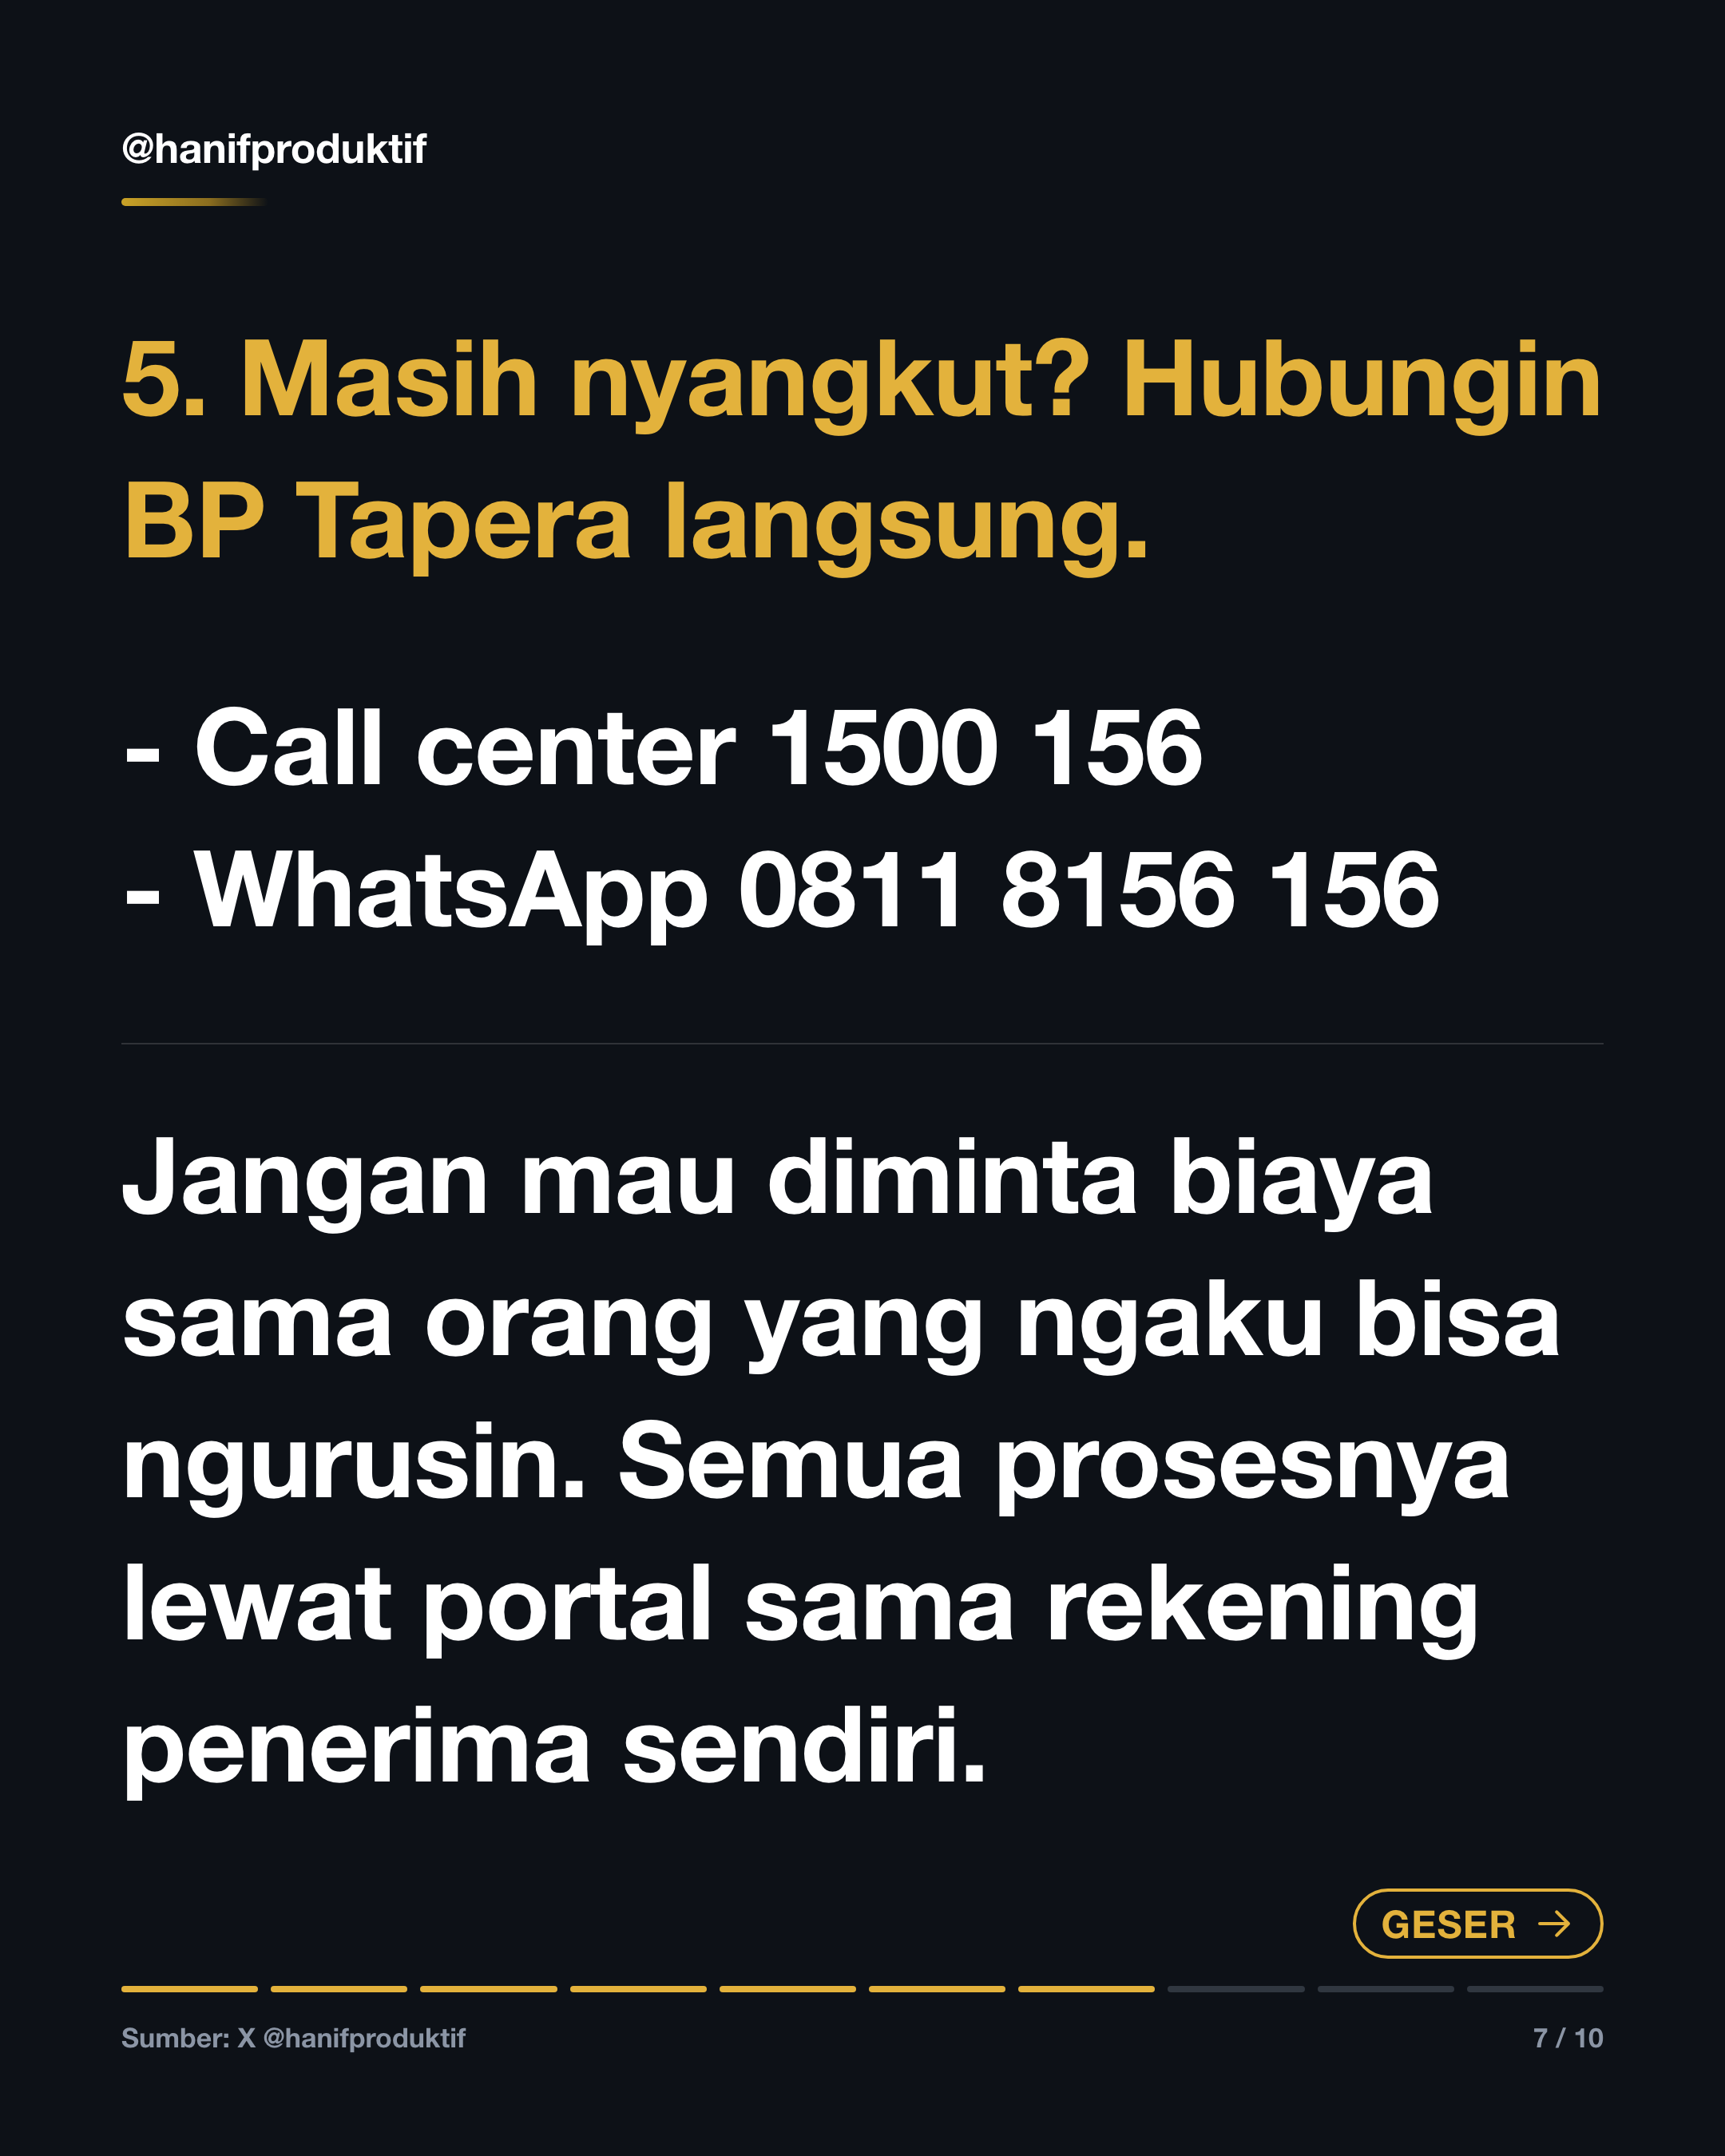 @hanifproduktif
5. Masih nyangkut? Hubungin
BP Tapera langsung.
- Call center 1500 156
- WhatsApp 0811 8156 156
Jangan mau diminta biaya
sama orang yang ngaku bisa
ngurusin. Semua prosesnya
lewat portal sama rekening
penerima sendiri.
GESER →
Sumber: X @hanifproduktif
7 / 10